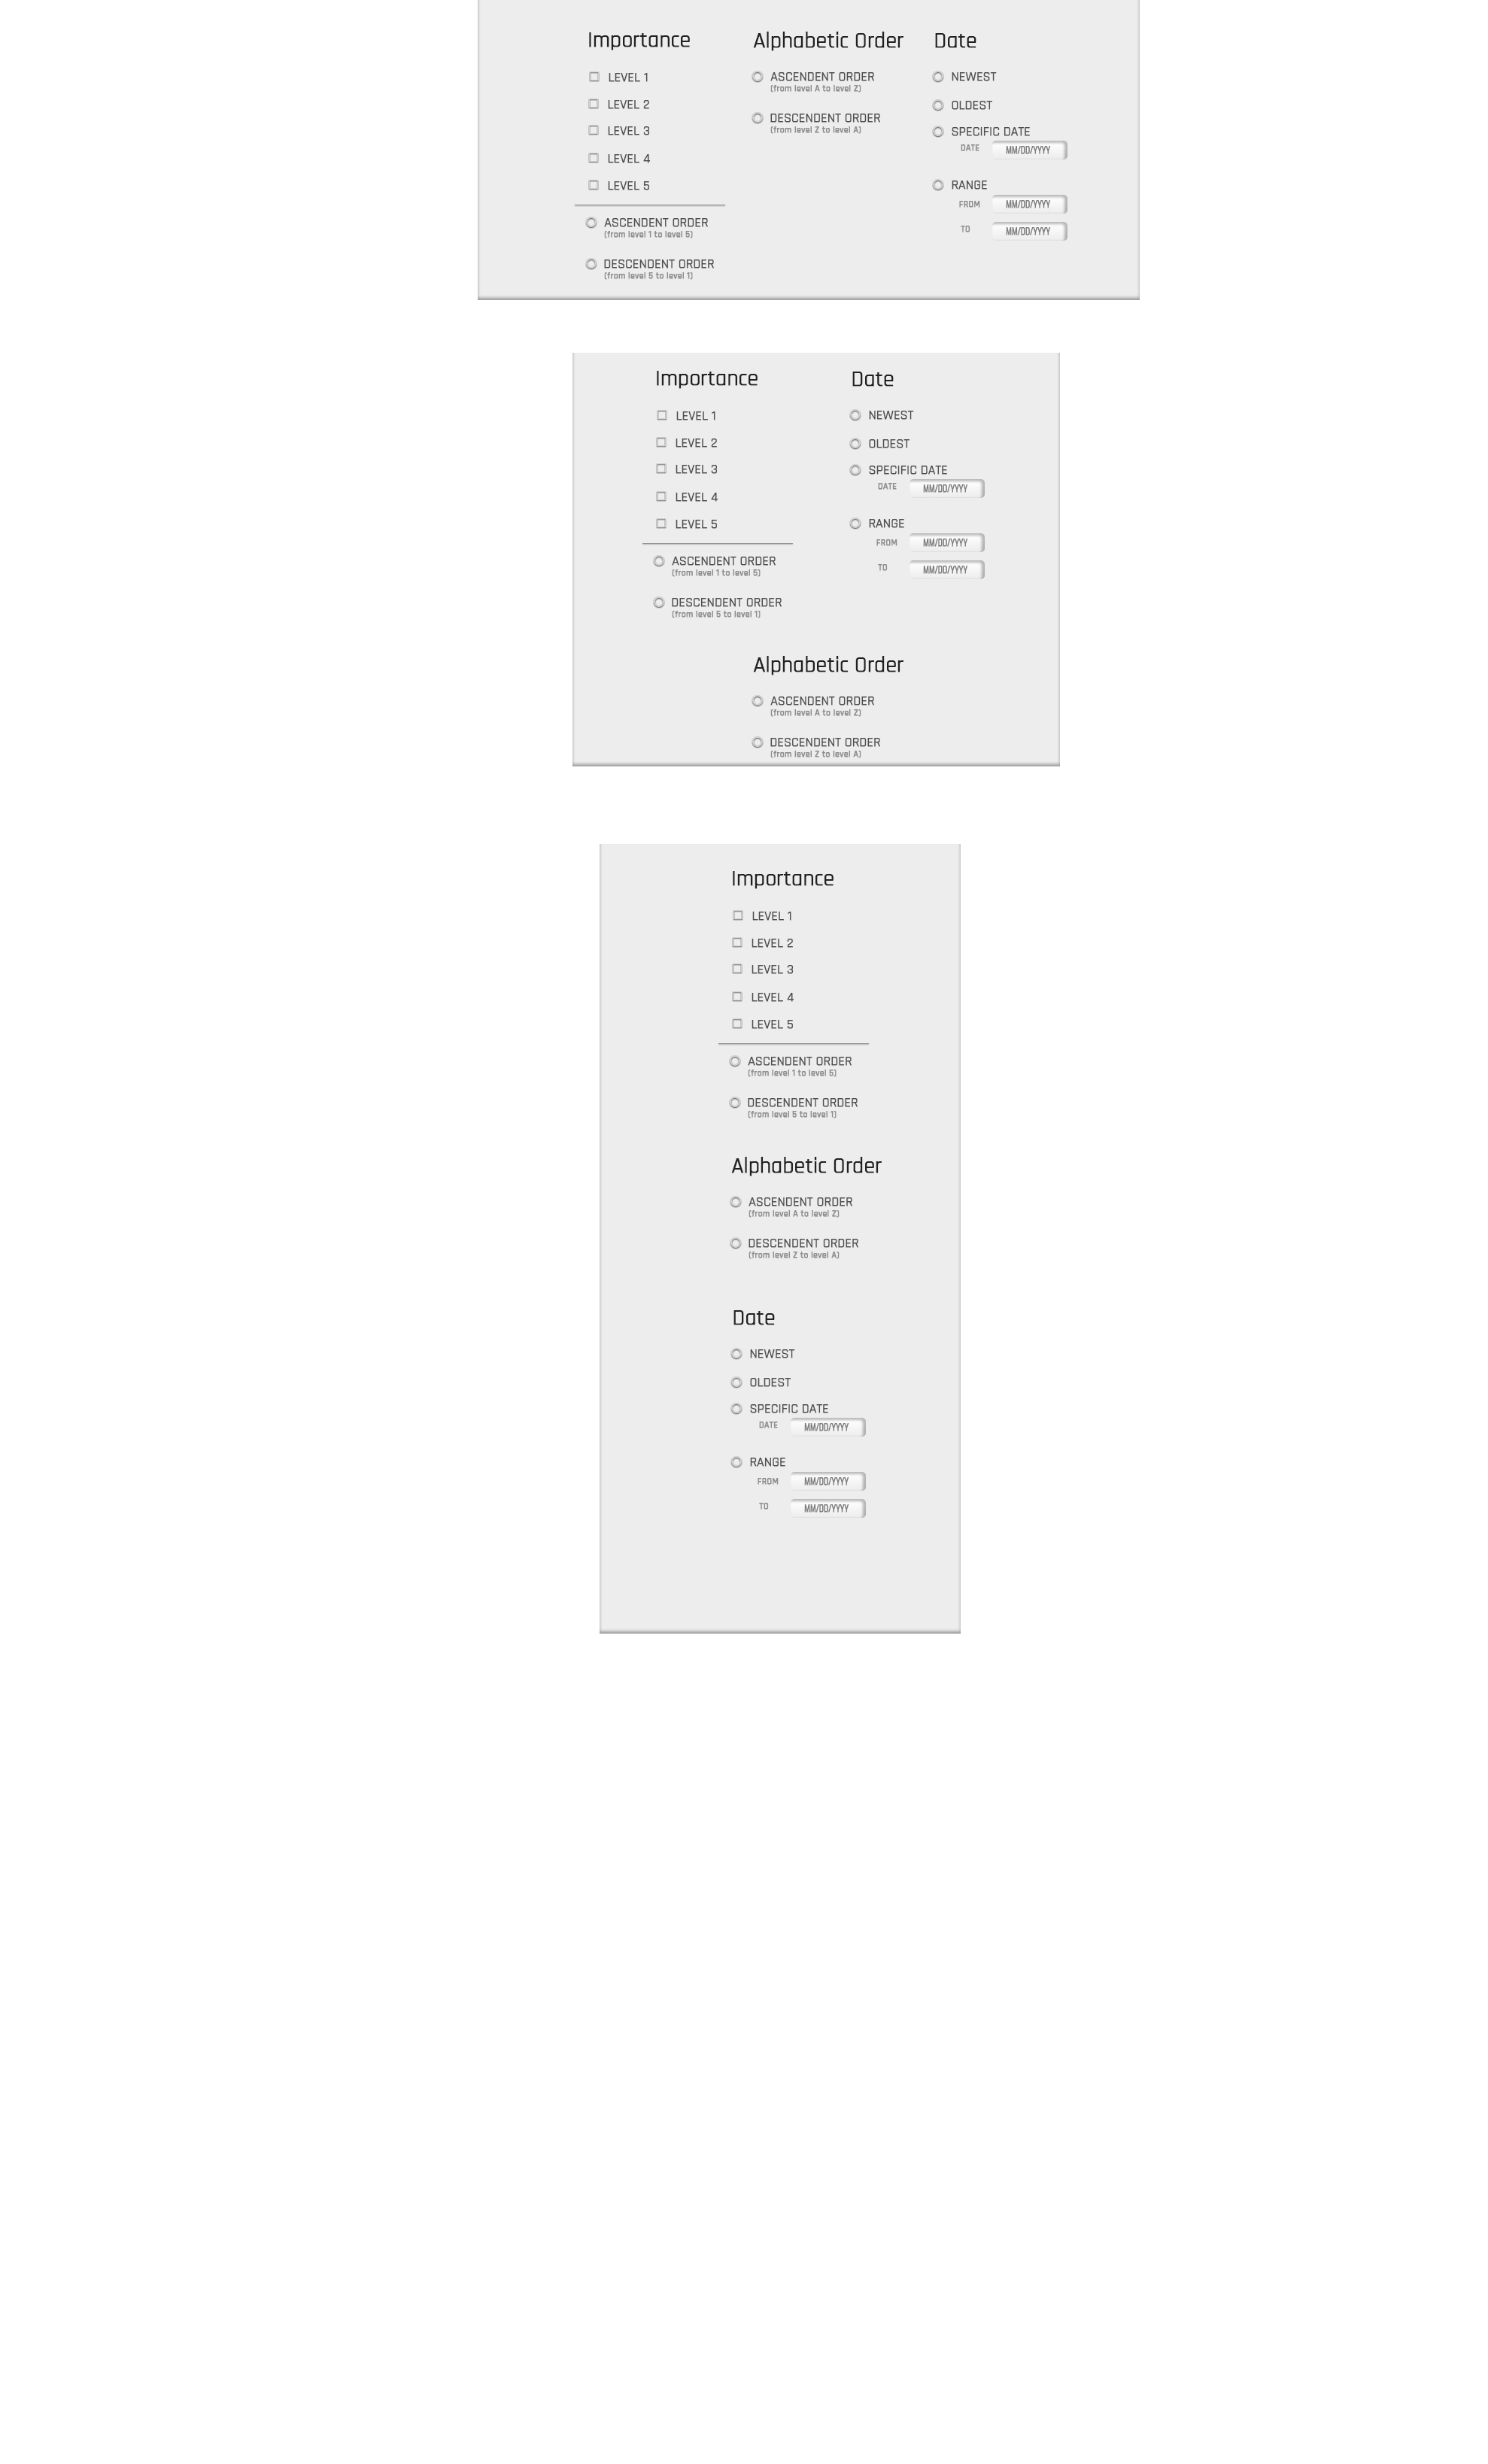 Importance
LEVEL 1
LEVEL 2
LEVEL 3
LEVEL 4
LEVEL 5
ASCENDENT ORDER
(from level 1 to level 5)
DESCENDENT ORDER
(from level 5 to level 1)
Alphabetic Order
ASCENDENT ORDER
(from level A to level Z)
DESCENDENT ORDER
(from level Z to level A)
Date
NEWEST
OLDEST
SPECIFIC DATE
DATE MM/DD/YYYY
RANGE
FROM MM/DD/YYYY
TO MM/DD/YYYY
Importance
LEVEL 1
LEVEL 2
LEVEL 3
LEVEL 4
LEVEL 5
ASCENDENT ORDER
(from level 1 to level 5)
DESCENDENT ORDER
(from level 5 to level 1)
Date
NEWEST
OLDEST
SPECIFIC DATE
DATE MM/DD/YYYY
RANGE
FROM MM/DD/YYYY
TO MM/DD/YYYY
Alphabetic Order
ASCENDENT ORDER
(from level A to level Z)
DESCENDENT ORDER
(from level Z to level A)
Importance
LEVEL 1
LEVEL 2
LEVEL 3
LEVEL 4
LEVEL 5
ASCENDENT ORDER
(from level 1 to level 5)
DESCENDENT ORDER
(from level 5 to level 1)
Alphabetic Order
ASCENDENT ORDER
(from level A to level Z)
DESCENDENT ORDER
(from level Z to level A)
Date
NEWEST
OLDEST
SPECIFIC DATE
DATE MM/DD/YYYY
RANGE
FROM MM/DD/YYYY
TO MM/DD/YYYY